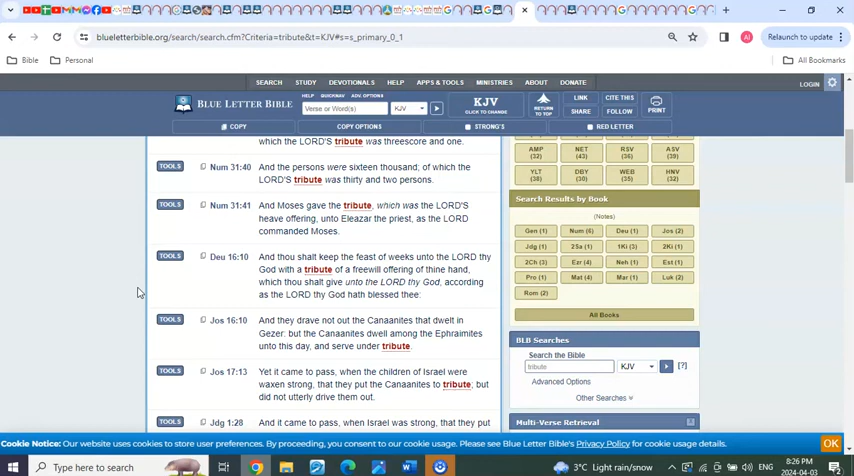 blueletterbible.org/search/search.cfm?Criteria=tribute&t=KJV#s=s_primary_0_1
AI
Relaunch to update
Bible
Personal
All Bookmarks
SEARCH STUDY DEVOTIONALS HELP APPS & TOOLS MINISTRIES ABOUT DONATE
LOGIN
BLUE LETTER BIBLE
HELP QUICKNAV ADV. OPTIONS
Verse or Word(s)
KJV
KJV
CLICK TO CHANGE
RETURN
TO TOP
LINK
SHARE
CITE THIS
FOLLOW
PRINT
COPY
COPY OPTIONS
STRONG'S
RED LETTER
which the LORD'S tribute was threescore and one.
TOOLS
Num 31:40
And the persons were sixteen thousand; of which the
LORD'S tribute was thirty and two persons.
TOOLS
Num 31:41
And Moses gave the tribute, which was the LORD'S
heave offering, unto Eleazar the priest, as the LORD
commanded Moses.
TOOLS
Deu 16:10
And thou shalt keep the feast of weeks unto the LORD thy
God with a tribute of a freewill offering of thine hand,
which thou shalt give unto the LORD thy God, according
as the LORD thy God hath blessed thee:
TOOLS
Jos 16:10
And they drave not out the Canaanites that dwelt in
Gezer: but the Canaanites dwell among the Ephraimites
unto this day, and serve under tribute.
TOOLS
Jos 17:13
Yet it came to pass, when the children of Israel were
waxen strong, that they put the Canaanites to tribute; but
did not utterly drive them out.
TOOLS
Jdg 1:28
And it came to pass, when Israel was strong, that they put
AMP
(32)
NET
(43)
RSV
(36)
ASV
(39)
YLT
(38)
DBY
(30)
WEB
(35)
HNV
(32)
Search Results by Book
(Notes)
Gen (1) Num (6) Deu (1) Jos (2)
Jdg (1) 2Sa (1) 1Ki (3) 2Ki (1)
2Ch (3) Ezr (4) Neh (1) Est (1)
Pro (1) Mat (4) Mar (1) Luk (2)
Rom (2)
All Books
BLB Searches
Search the Bible
tribute
KJV
[?]
Advanced Options
Other Searches
Multi-Verse Retrieval
Cookie Notice: Our website uses cookies to store user preferences. By proceeding, you consent to our cookie usage. Please see Blue Letter Bible's Privacy Policy for cookie usage details.
OK
Type here to search
3°C Light rain/snow
ENG
8:26 PM
2024-04-03